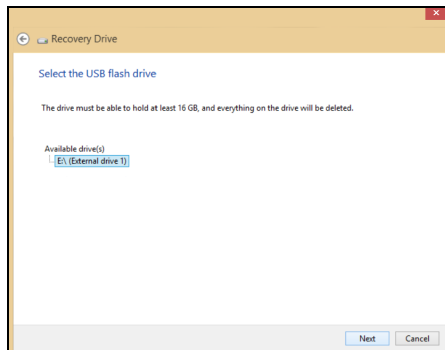 Recovery Drive
Select the USB flash drive
The drive must be able to hold at least 16 GB, and everything on the drive will be deleted.
Available drive(s)
E:\ (External drive 1)
Next Cancel